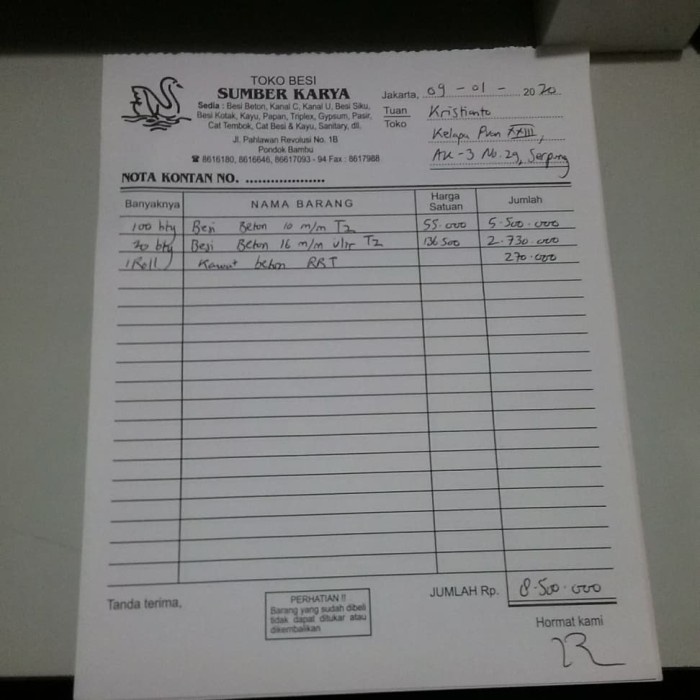 TOKO BESI
SUMBER KARYA
Sedia : Besi Beton, Kanal C, Kanal U, Besi Siku,
Besi Kotak, Kayu, Papan, Triplex, Gypsum, Pasir,
Cat Tembok, Cat Besi & Kayu, Sanitary, dll.
Jl. Pahlawan Revolusi No. 1B
Pondok Bambu
☎ 8616180, 8616646, 86617093 - 94 Fax : 8617988
Jakarta, 09 - 01 - 2020
Tuan Kristianto
Toko Kelapa Puan XXIII,
AK-3 No. 29, Serpong
NOTA KONTAN NO. ...................
Banyaknya NAMA BARANG Harga Satuan Jumlah
100 btg Besi Beton 10 m/m T2 55.000 5.500.000
20 btg Besi Beton 16 m/m ulir T2 136.500 2.730.000
1 Roll Kawat beton RRT 270.000
JUMLAH Rp. 8.500.000
Tanda terima,
PERHATIAN !!
Barang yang sudah dibeli
tidak dapat ditukar atau
dikembalikan
Hormat kami